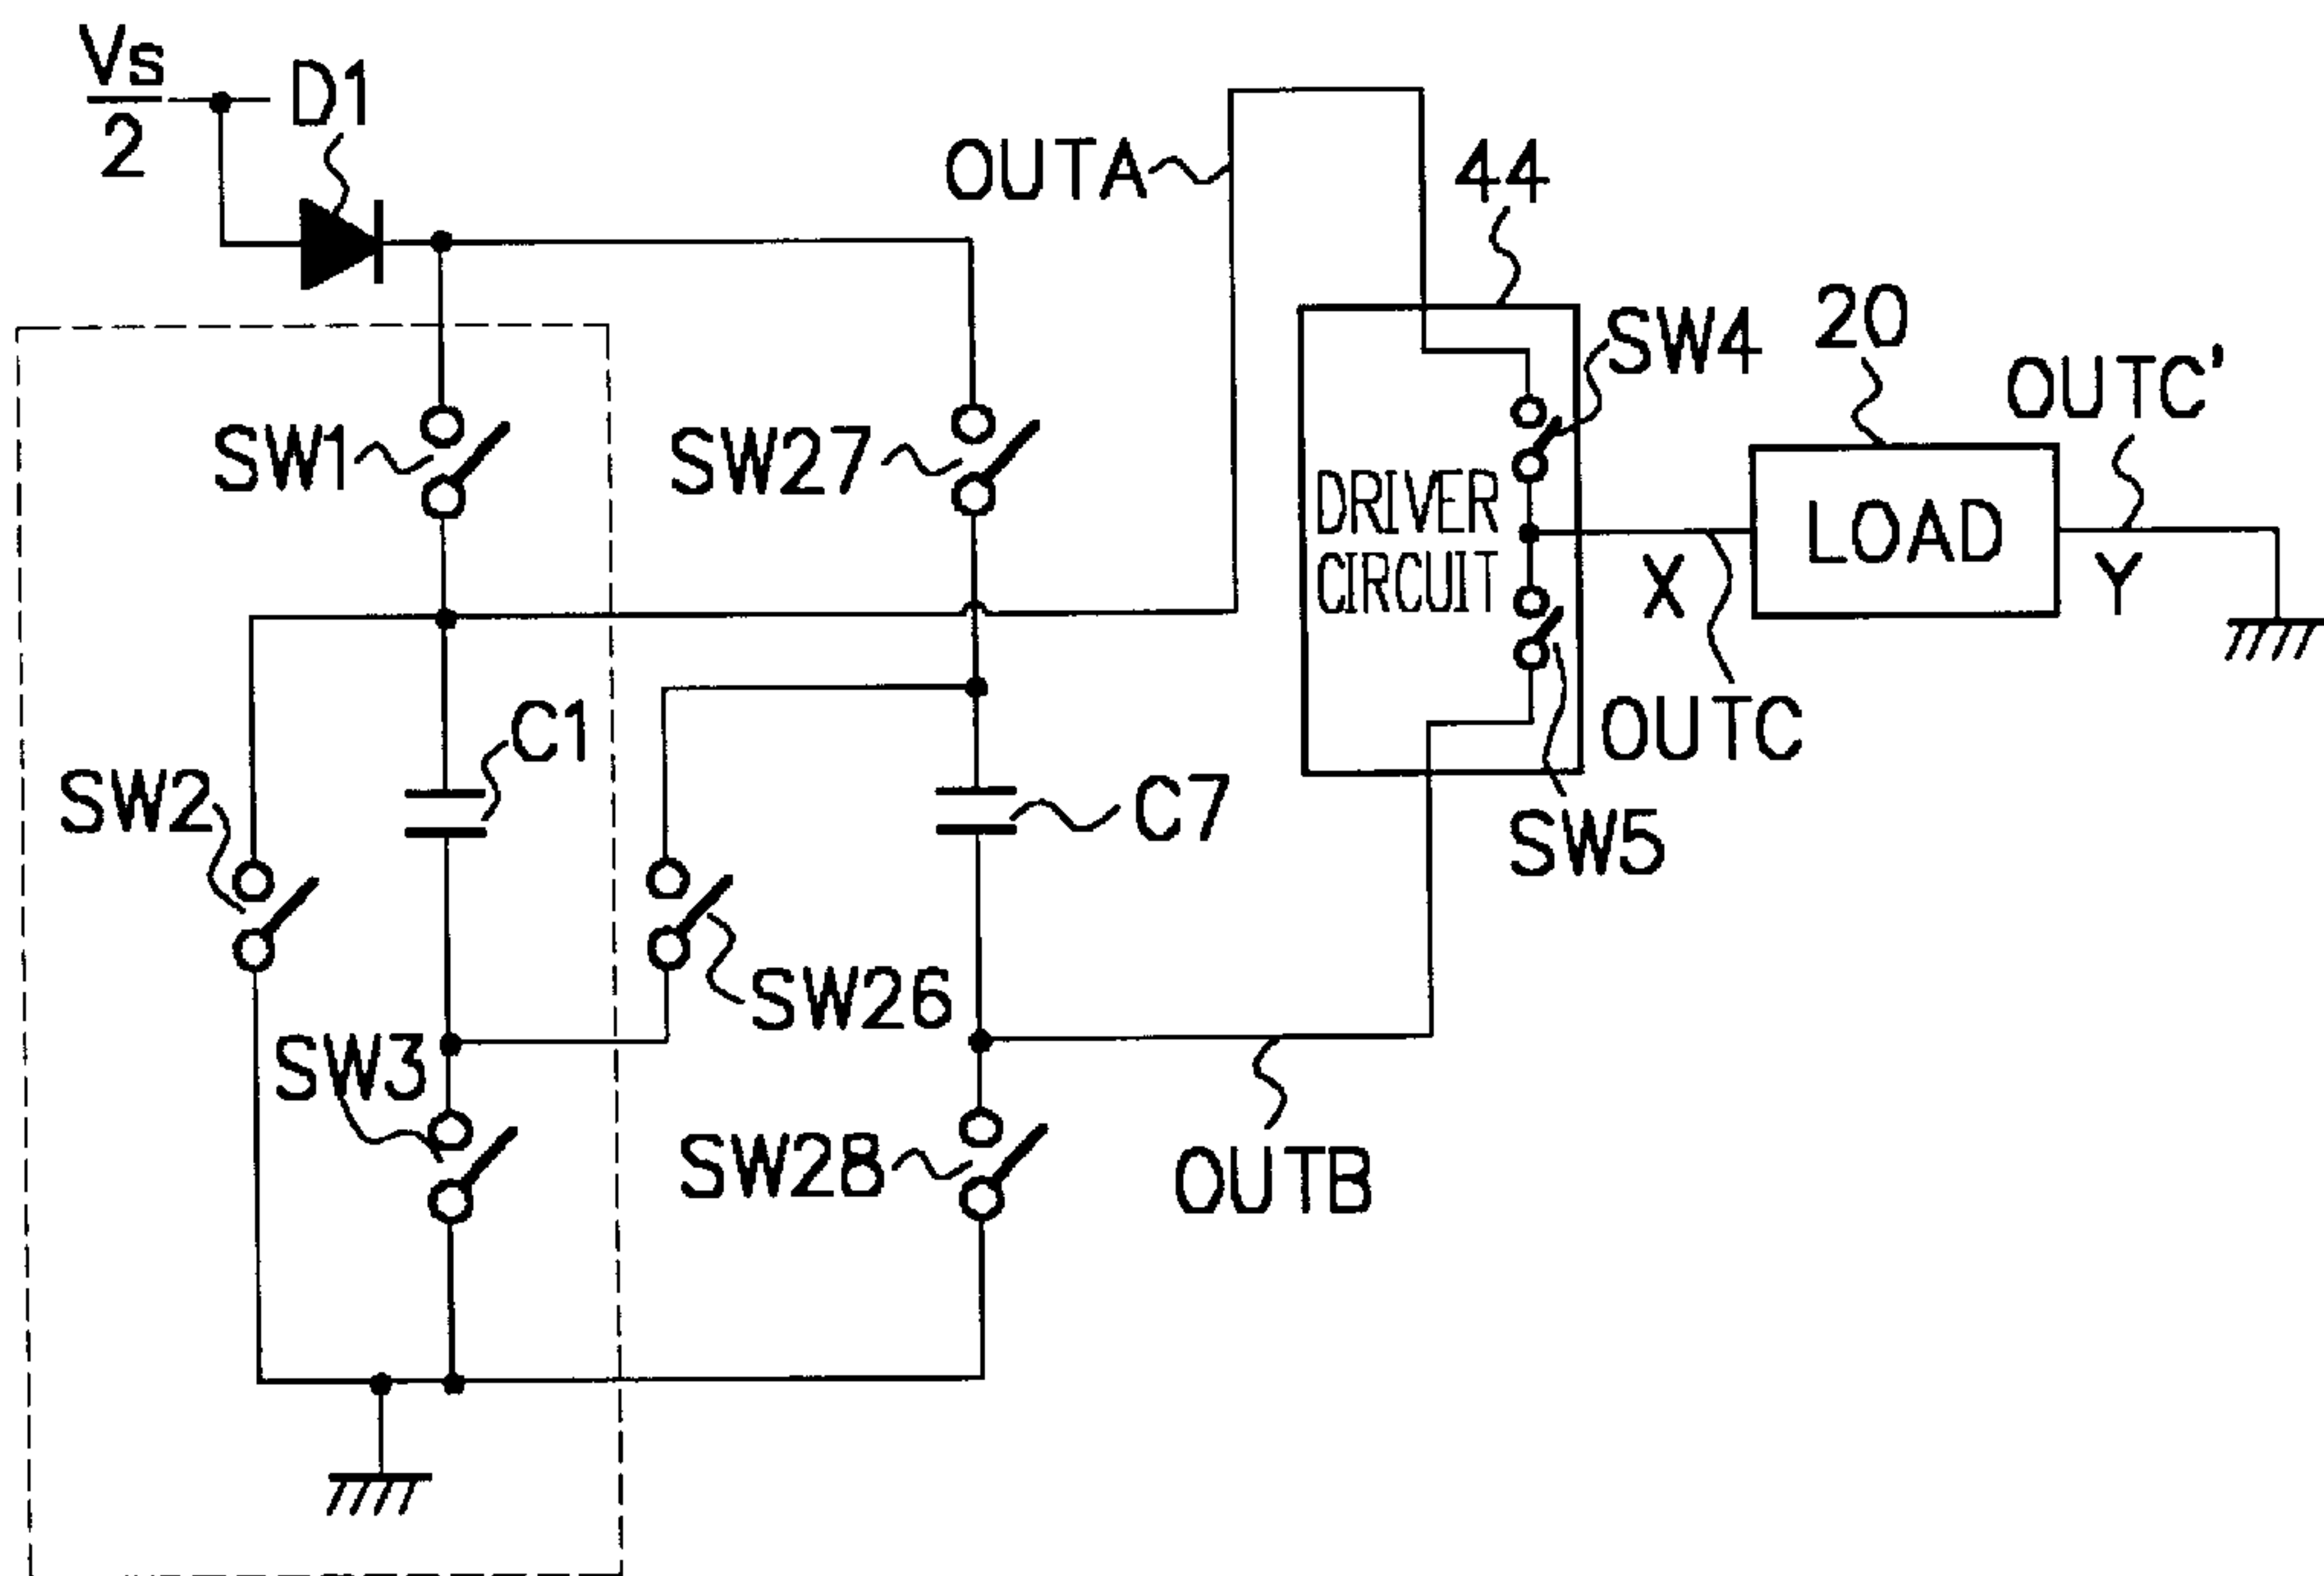 Vs
2
D1
OUTA
44
SW4
20
OUTC'
SW1
SW27
DRIVER
CIRCUIT
LOAD
X
Y
C1
OUTC
SW2
C7
SW5
SW26
SW3
SW28
OUTB